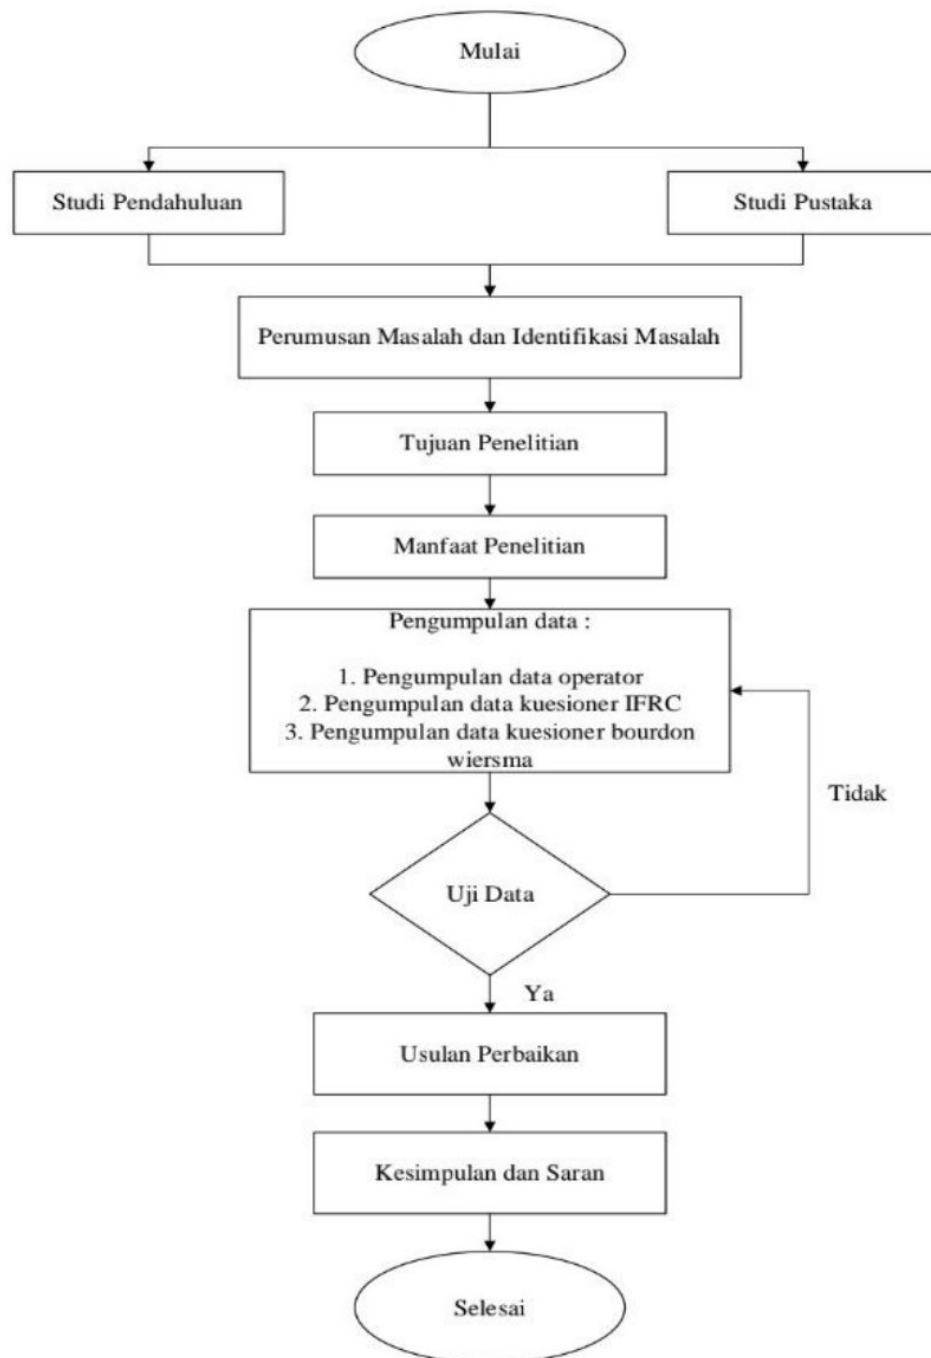 Mulai
Studi Pendahuluan
Studi Pustaka
Perumusan Masalah dan Identifikasi Masalah
Tujuan Penelitian
Manfaat Penelitian
Pengumpulan data :
1. Pengumpulan data operator
2. Pengumpulan data kuesioner IFRC
3. Pengumpulan data kuesioner bourdon
wiersma
Tidak
Uji Data
Ya
Usulan Perbaikan
Kesimpulan dan Saran
Selesai